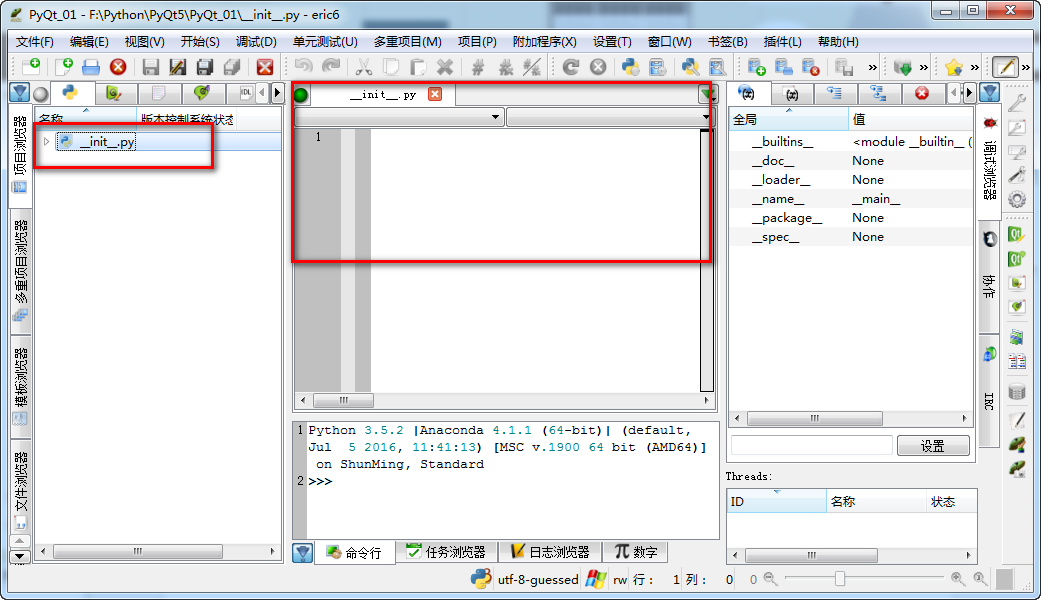 PyQt_01 - F:\Python\PyQt5\PyQt_01\__init__.py - eric6
文件(F) 编辑(E) 视图(V) 开始(S) 调试(D) 单元测试(U) 多重项目(M) 项目(P) 附加程序(X) 设置(T) 窗口(W) 书签(B) 插件(L) 帮助(H)
IDL
名称 版本控制系统状态
__init__.py
项目浏览器
多重项目浏览器
模板浏览器
文件浏览器
__init__.py
1
1 Python 3.5.2 |Anaconda 4.1.1 (64-bit)| (default,
Jul  5 2016, 11:41:13) [MSC v.1900 64 bit (AMD64)]
on ShunMing, Standard
2 >>>
命令行 任务浏览器 日志浏览器 数字
全局 值
__builtins__ <module __builtin__ (
__doc__ None
__loader__ None
__name__ __main__
__package__ None
__spec__ None
设置
Threads:
ID 名称 状态
调试浏览器
协作
IRC
utf-8-guessed rw 行: 1 列: 0 0